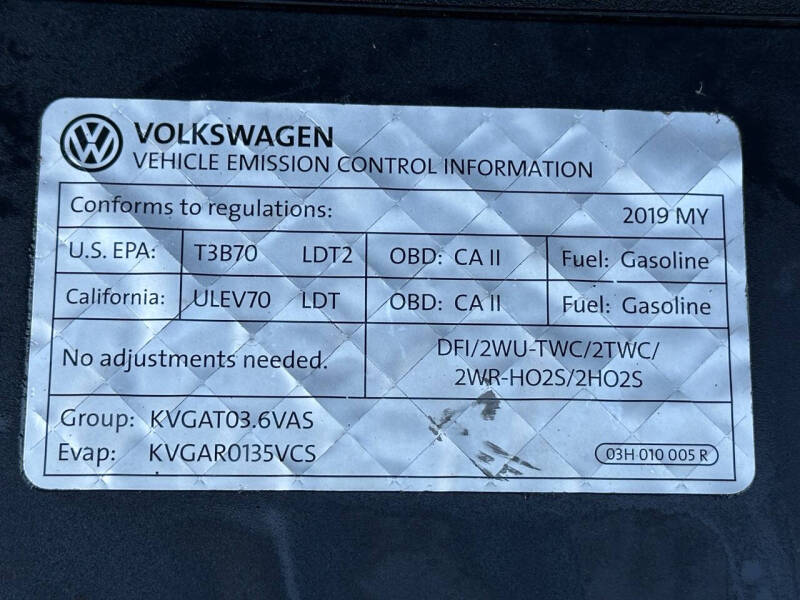 VOLKSWAGEN
VEHICLE EMISSION CONTROL INFORMATION
Conforms to regulations: 2019 MY
U.S. EPA: T3B70 LDT2 OBD: CA II Fuel: Gasoline
California: ULEV70 LDT OBD: CA II Fuel: Gasoline
No adjustments needed.
DFI/2WU-TWC/2TWC/
2WR-HO2S/2HO2S
Group: KVGAT03.6VAS
Evap: KVGAR0135VCS
03H 010 005 R